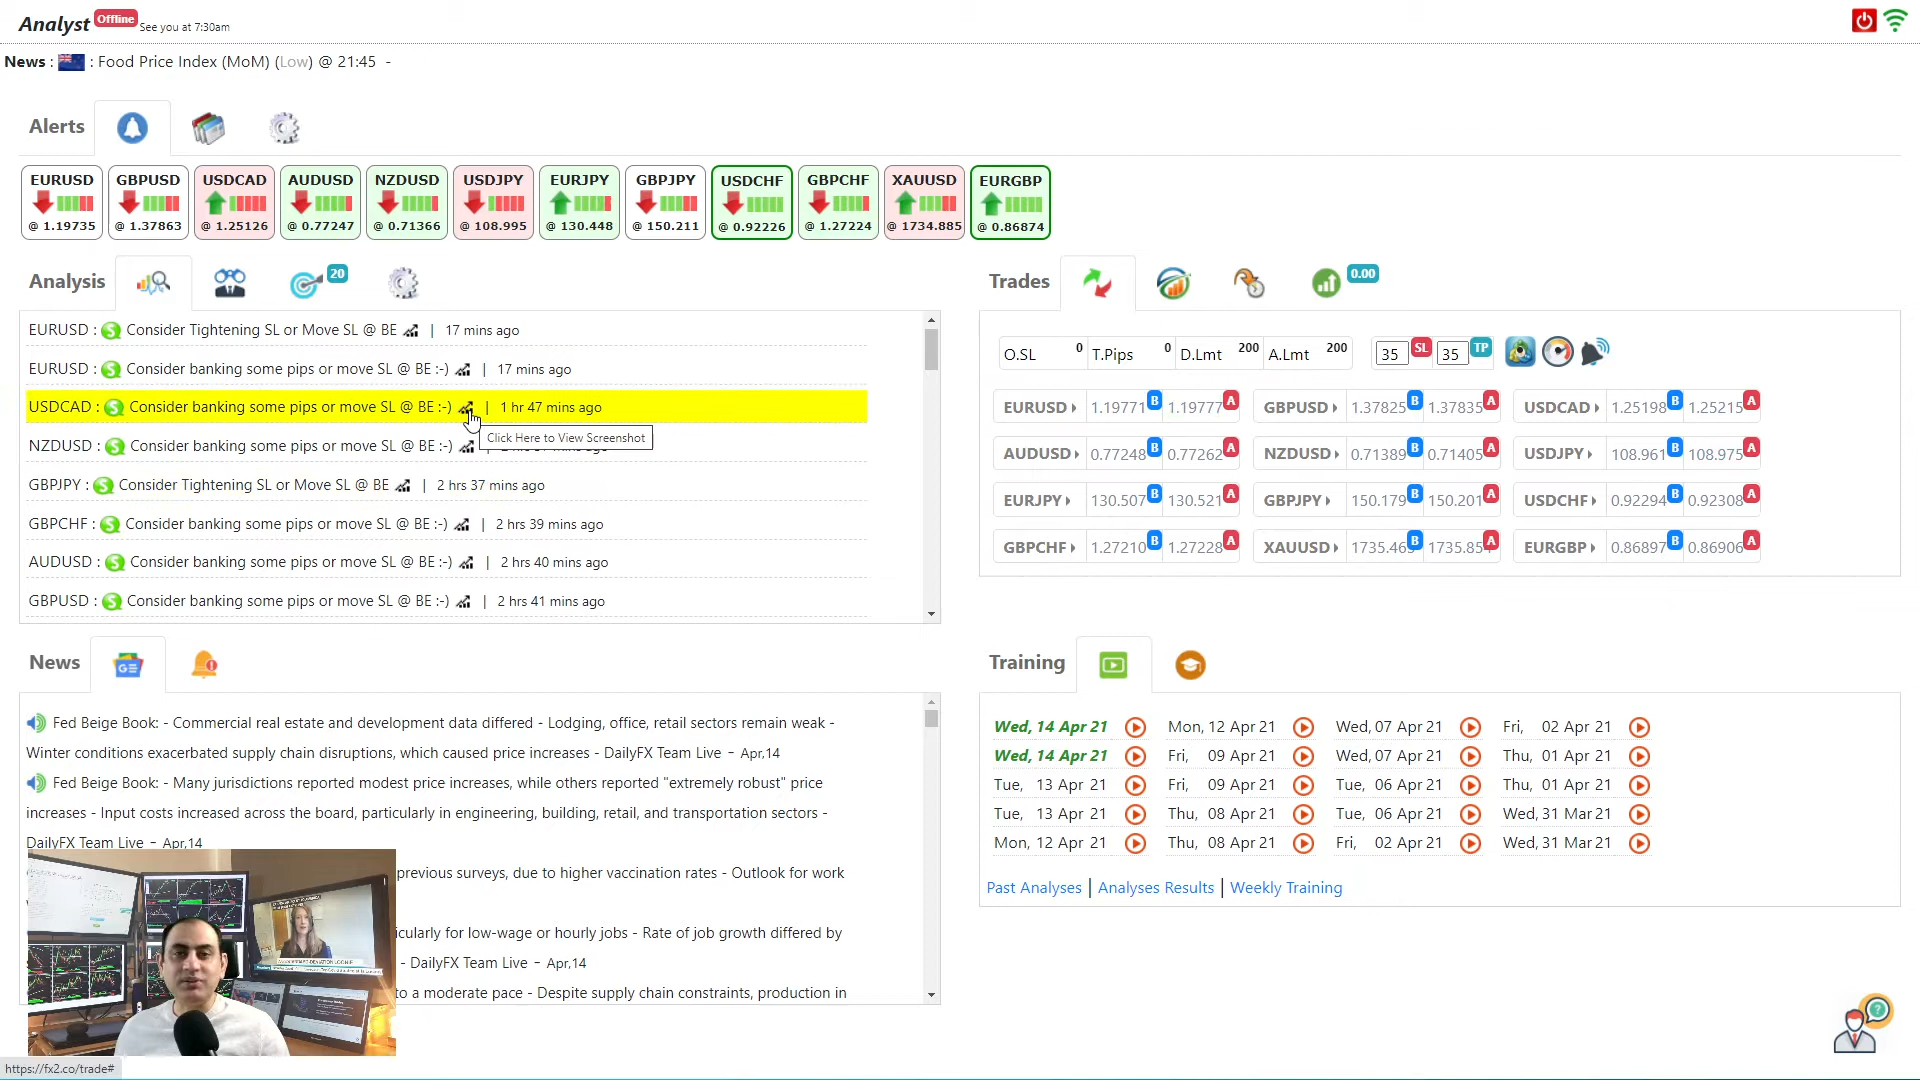 Analyst Offline See you at 7:30am
News : : Food Price Index (MoM) (Low) @ 21:45 -
Alerts
EURUSD @ 1.19735
GBPUSD @ 1.37863
USDCAD @ 1.25126
AUDUSD @ 0.77247
NZDUSD @ 0.71366
USDJPY @ 108.995
EURJPY @ 130.448
GBPJPY @ 150.211
USDCHF @ 0.92226
GBPCHF @ 1.27224
XAUUSD @ 1734.885
EURGBP @ 0.86874
Analysis 20
EURUSD : S Consider Tightening SL or Move SL @ BE | 17 mins ago
EURUSD : S Consider banking some pips or move SL @ BE :-) | 17 mins ago
USDCAD : S Consider banking some pips or move SL @ BE :-) | 1 hr 47 mins ago
Click Here to View Screenshot
NZDUSD : S Consider banking some pips or move SL @ BE :-)
GBPJPY : S Consider Tightening SL or Move SL @ BE | 2 hrs 37 mins ago
GBPCHF : S Consider banking some pips or move SL @ BE :-) | 2 hrs 39 mins ago
AUDUSD : S Consider banking some pips or move SL @ BE :-) | 2 hrs 40 mins ago
GBPUSD : S Consider banking some pips or move SL @ BE :-) | 2 hrs 41 mins ago
Trades 0.00
O.SL 0 T.Pips 0 D.Lmt 200 A.Lmt 200 35 SL 35 TP
EURUSD 1.19771 B 1.19777 A GBPUSD 1.37825 B 1.37835 A USDCAD 1.25198 B 1.25215 A
AUDUSD 0.77248 B 0.77262 A NZDUSD 0.71389 B 0.71405 A USDJPY 108.961 B 108.975 A
EURJPY 130.507 B 130.521 A GBPJPY 150.179 B 150.201 A USDCHF 0.92294 B 0.92308 A
GBPCHF 1.27210 B 1.27228 A XAUUSD B A EURGBP 0.86897 B 0.86906 A
News GE
Fed Beige Book: - Commercial real estate and development data differed - Lodging, office, retail sectors remain weak -
Winter conditions exacerbated supply chain disruptions, which caused price increases - DailyFX Team Live - Apr,14
Fed Beige Book: - Many jurisdictions reported modest price increases, while others reported "extremely robust" price
increases - Input costs increased across the board, particularly in engineering, building, retail, and transportation sectors -
DailyFX Team Live - Apr,14
previous surveys, due to higher vaccination rates - Outlook for work
icularly for low-wage or hourly jobs - Rate of job growth differed by
- DailyFX Team Live - Apr,14
to a moderate pace - Despite supply chain constraints, production in
Training
Wed, 14 Apr 21 Mon, 12 Apr 21 Wed, 07 Apr 21 Fri, 02 Apr 21
Wed, 14 Apr 21 Fri, 09 Apr 21 Wed, 07 Apr 21 Thu, 01 Apr 21
Tue, 13 Apr 21 Fri, 09 Apr 21 Tue, 06 Apr 21 Thu, 01 Apr 21
Tue, 13 Apr 21 Thu, 08 Apr 21 Tue, 06 Apr 21 Wed, 31 Mar 21
Mon, 12 Apr 21 Thu, 08 Apr 21 Fri, 02 Apr 21 Wed, 31 Mar 21
Past Analyses | Analyses Results | Weekly Training
https://fx2.co/trade#